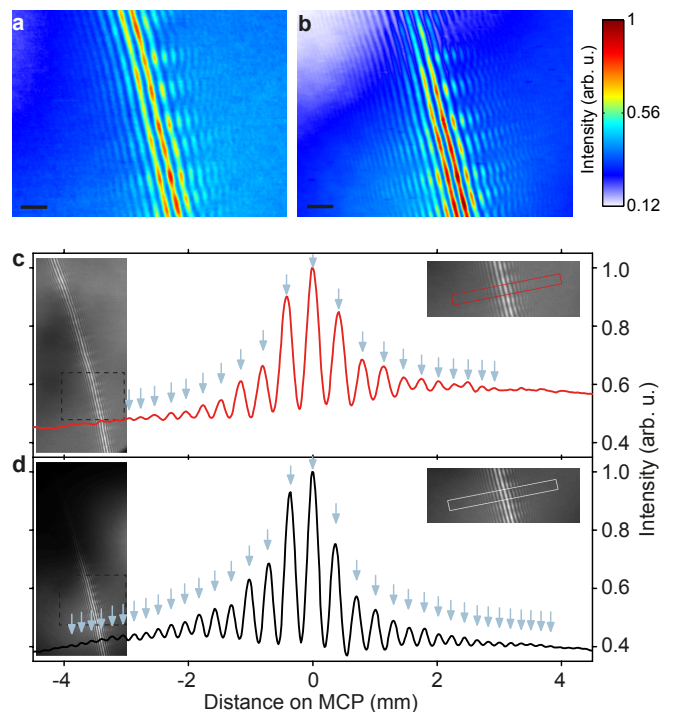 a
b
1
0.56
0.12
Intensity (arb. u.)
c
1.0
0.8
0.6
0.4
d
1.0
0.8
0.6
0.4
Intensity (arb. u.)
-4
-2
0
2
4
Distance on MCP (mm)